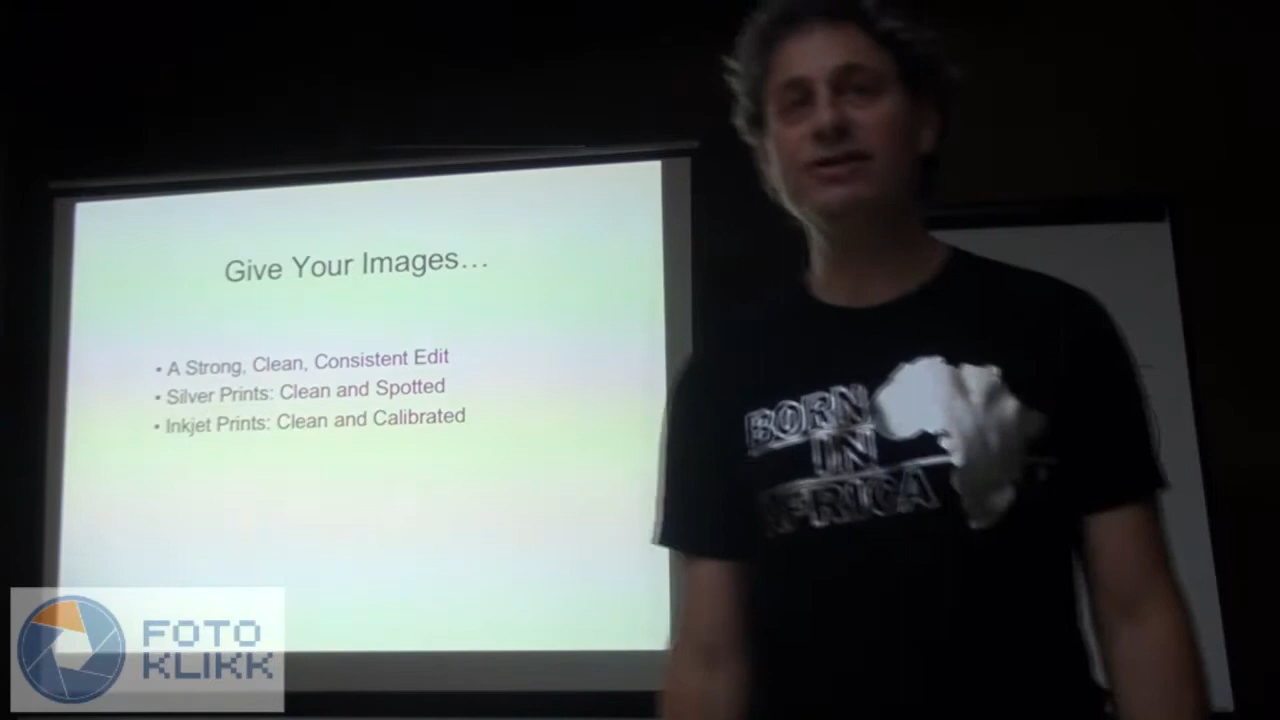 Give Your Images…
• A Strong, Clean, Consistent Edit
• Silver Prints: Clean and Spotted
• Inkjet Prints: Clean and Calibrated
BORN
IN
AFRICA
FOTO
KLIKK